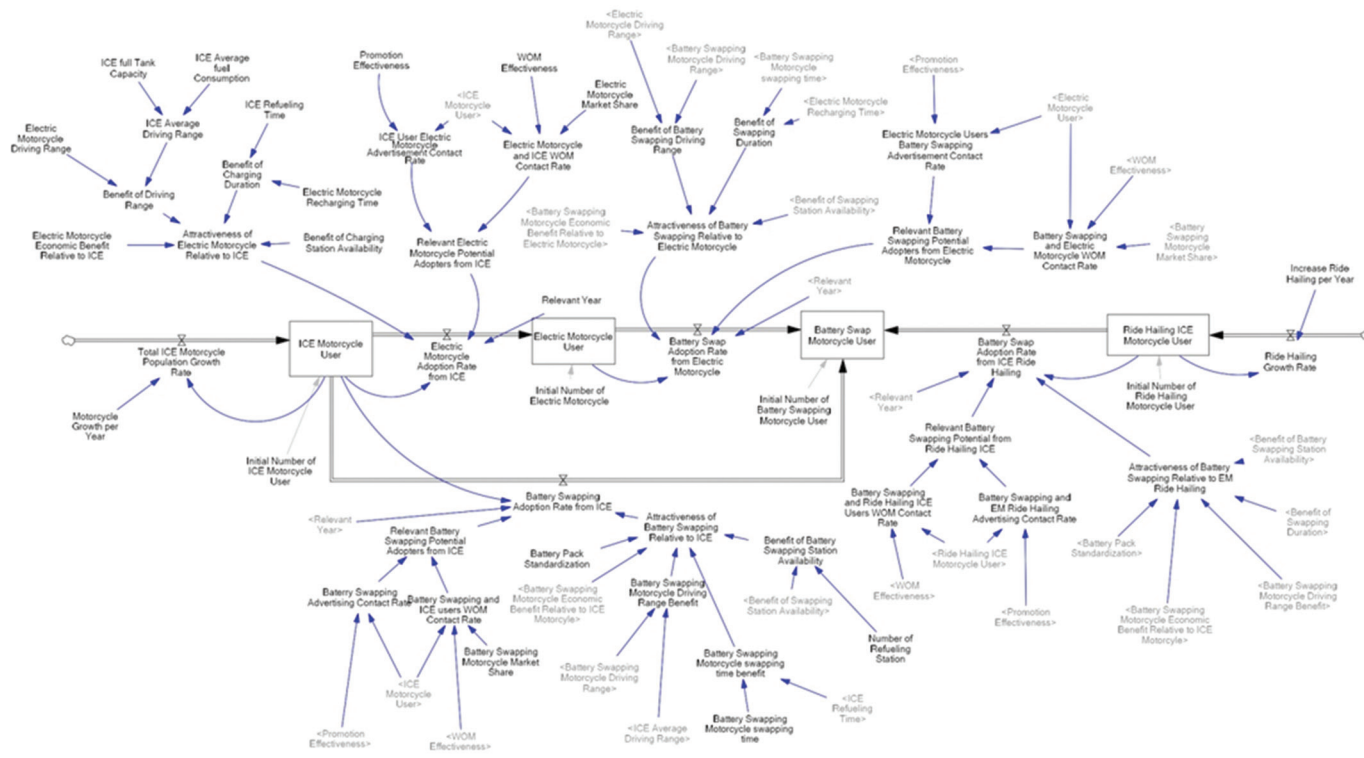 ICE full Tank
Capacity
ICE Average
fuel
Consumption
ICE Refueling
Time
Electric
Motorcycle
Driving Range
ICE Average
Driving Range
Benefit of
Charging
Duration
Benefit of Driving
Range
Electric Motorcycle
Recharging Time
Electric Motorcycle
Economic Benefit
Relative to ICE
Attractiveness of
Electric Motorcycle
Relative to ICE
Benefit of Charging
Station Availability
Promotion
Effectiveness
WOM
Effectiveness
<ICE
Motorcycle
User>
Electric
Motorcycle
Market Share
ICE User Electric
Motorcycle
Advertisement Contact
Rate
Electric Motorcycle
and ICE WOM
Contact Rate
Relevant Electric
Motorcycle Potential
Adopters from ICE
<Electric
Motorcycle Driving
Range>
<Battery Swapping
Motorcycle Driving
Range>
<Battery Swapping
Motorcycle
swapping time>
<Electric Motorcycle
Recharging Time>
Benefit of Battery
Swapping Driving
Range
Benefit of
Swapping
Duration
<Battery Swapping
Motorcycle Economic
Benefit Relative to
Electric Motorcycle>
Attractiveness of Battery
Swapping Relative to
Electric Motorcycle
<Benefit of Swapping
Station Availability>
<Promotion
Effectiveness>
<Electric
Motorcycle
User>
Electric Motorcycle Users
Battery Swapping
Advertisement Contact
Rate
<WOM
Effectiveness>
Relevant Battery
Swapping Potential
Adopters from Electric
Motorcycle
Battery Swapping
and Electric
Motorcycle WOM
Contact Rate
<Battery
Swapping
Motorcycle
Market Share>
Increase Ride
Hailing per Year
<Relevant
Year>
Relevant Year
Total ICE Motorcycle
Population Growth
Rate
ICE Motorcycle
User
Electric
Motorcycle
Adoption Rate
from ICE
Electric Motorcycle
User
Battery Swap
Adoption Rate
from Electric
Motorcycle
Battery Swap
Motorcycle User
Battery Swap
Adoption Rate
from ICE Ride
Hailing
Ride Hailing ICE
Motorcycle User
Ride Hailing
Growth Rate
Motorcycle
Growth per
Year
Initial Number of
ICE Motorcycle
User
Initial Number of
Electric Motorcycle
Initial Number of
Battery Swapping
Motorcycle User
<Relevant
Year>
Initial Number of
Ride Hailing
Motorcycle User
Relevant Battery
Swapping Potential from
Ride Hailing ICE
Battery Swapping
and Ride Hailing ICE
Users WOM Contact
Rate
Battery Swapping and
EM Ride Hailing
Advertising Contact Rate
<Ride Hailing ICE
Motorcycle User>
<WOM
Effectiveness>
<Promotion
Effectiveness>
Attractiveness of Battery
Swapping Relative to EM
Ride Hailing
<Benefit of Battery
Swapping Station
Availability>
<Benefit of
Swapping
Duration>
<Battery Pack
Standardization>
<Battery Swapping
Motorcycle Economic
Benefit Relative to ICE
Motorcyle>
<Battery Swapping
Driving Range
Benefit>
Battery Swapping
Adoption Rate from ICE
<Relevant
Year>
Relevant Battery
Swapping Potential
Adopters from ICE
Attractiveness of
Battery Swapping
Relative to ICE
Battery Pack
Standardization
Benefit of Battery
Swapping Station
Availability
Battery Swapping
Advertising Contact Rate
Battery Swapping and
ICE users WOM
Contact Rate
<Battery Swapping
Motorcycle Economic
Benefit Relative to ICE
Motorcyle>
Battery Swapping
Motorcycle Driving
Range Benefit
<Benefit of Swapping
Station Availability>
Number of
Refueling
Station
Battery Swapping
Motorcycle Market
Share
<ICE
Motorcycle
User>
<Promotion
Effectiveness>
<WOM
Effectiveness>
<Battery Swapping
Motorcycle Driving
Range>
<ICE Average
Driving Range>
Battery Swapping
Motorcycle swapping
time benefit
<ICE
Refueling
Time>
Battery Swapping
Motorcycle swapping
time